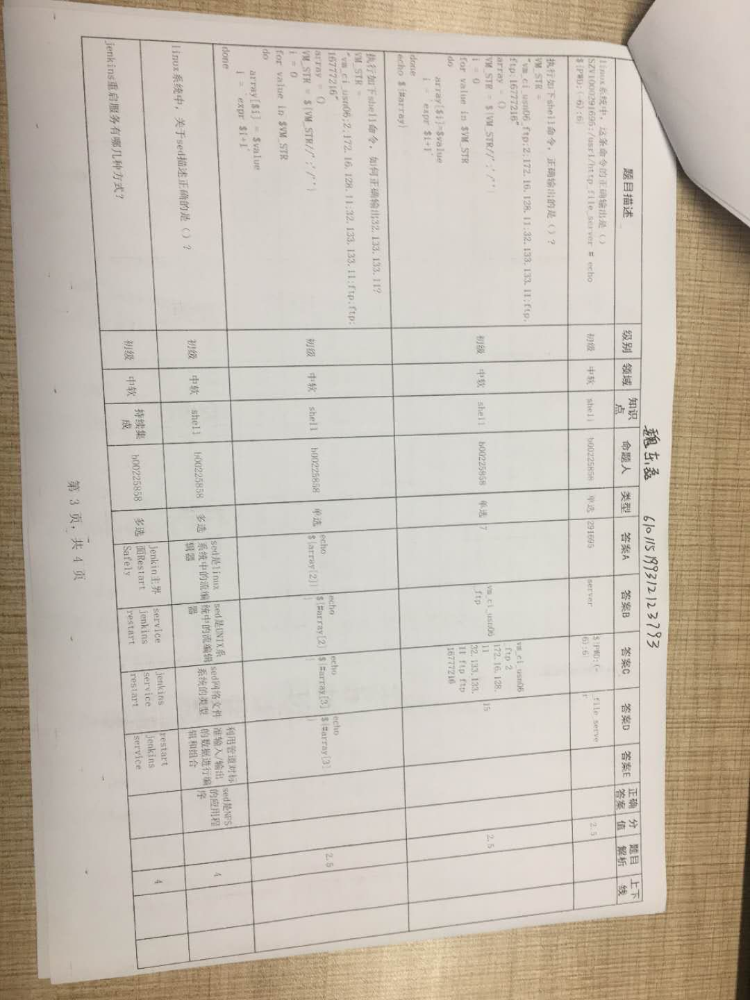 魏志磊 610115199312123793
题目描述 级别 领域 知识点 命题人 类型 答案A 答案B 答案C 答案D 答案E 正确答案 分值 题目解析 上下线
linux系统中，这条命令的正确输出是（）
SZV1000291695:/usr1/http_file_server # echo
${PWD:(-6):6}
初级 中软 shell h00225858 单选 291695 server
${PWD:(-
6):6}
_file_serve
r
2.5
执行如下shell命令，正确输出的是（）？
VM_STR =
"vm_ci_usn06_ftp;2;172.16.128.11;32.133.133.11;ftp;
ftp;16777216"
array = ()
VM_STR = ${VM_STR//';'/' '}
i = 0
for value in $VM_STR
do
array[$i]=$value
i = `expr $i+1`
done
echo ${#array}
初级 中软 shell h00225858 单选 7
vm_ci_usn06
_ftp
vm_ci_usn06
_ftp 2
172.16.128.
11
32.133.133.
11 ftp ftp
16777216
15
2.5
执行如下shell命令，如何正确输出32.133.133.11?
VM_STR =
"vm_ci_usn06;2;172.16.128.11;32.133.133.11;ftp;ftp;
16777216"
array = ()
VM_STR = ${VM_STR//';'/' '}
i = 0
for value in $VM_STR
do
array[$i] = $value
i = `expr $i+1`
done
初级 中软 shell h00225858 单选
echo
${array[2]}
echo
${#array[2]
}
echo
${#array[3]
}
echo
${#array[3]
}
2.5
linux系统中，关于sed描述正确的是（）？
初级 中软 shell h00225858 多选
sed是linux
系统中的流编
辑器
sed是UNIX系
统中的流编辑
器
sed网络文件
系统的类型
利用管道对标
准输入/输出
的数据进行编
辑和组合
sed是NFS
的应用程
序
4
jenkins重启服务有哪几种方式？
初级 中软
持续集
成
h00225858 多选
jenkin主界
面Restart
Safely
service
jenkins
restart
jenkins
service
restart
restart
jenkins
service
4
第 3 页，共 4 页